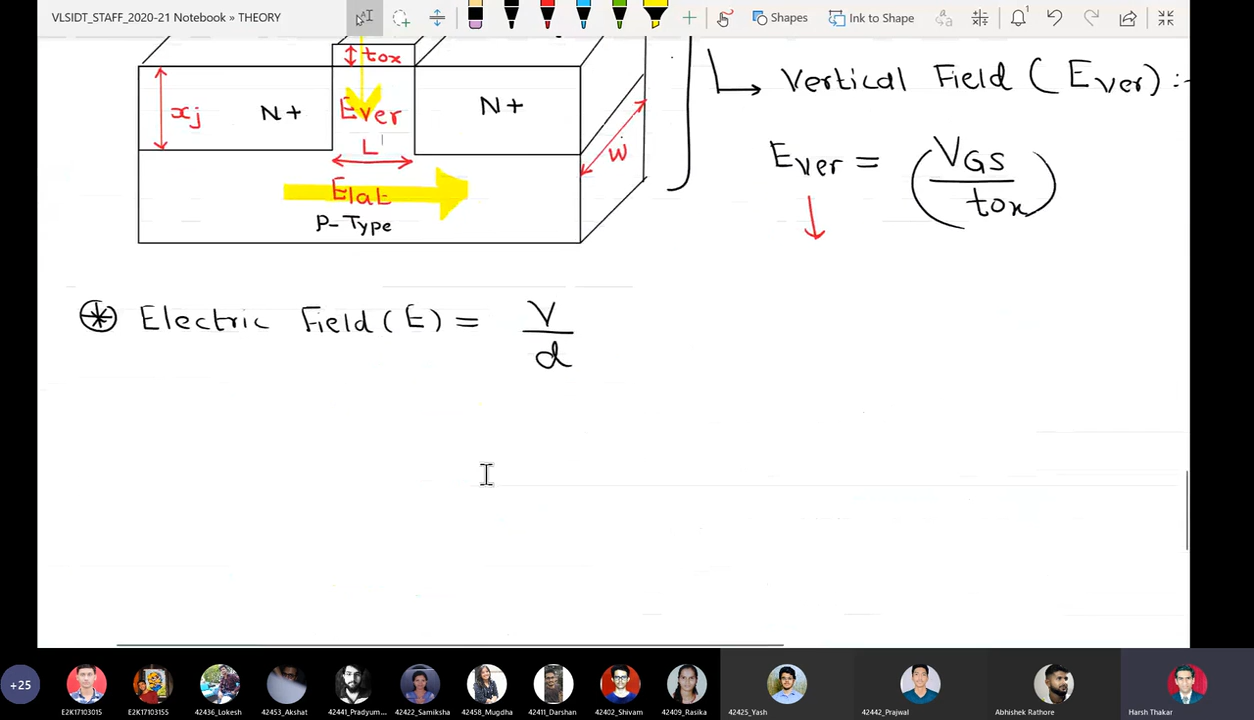 VLSIDT_STAFF_2020-21 Notebook » THEORY
Shapes
Ink to Shape
tox
xj
N+
Ever
N+
L
W
Elat
P-Type
Vertical Field (Ever) :-
Ever = (VGS / tox)
Electric Field (E) = V / d
+25
E2K17103015
E2K17103155
42436_Lokesh
42453_Akshat
42441_Pradyum...
42422_Samiksha
42458_Mugdha
42411_Darshan
42402_Shivam
42409_Rasika
42425_Yash
42442_Prajwal
Abhishek Rathore
Harsh Thakar